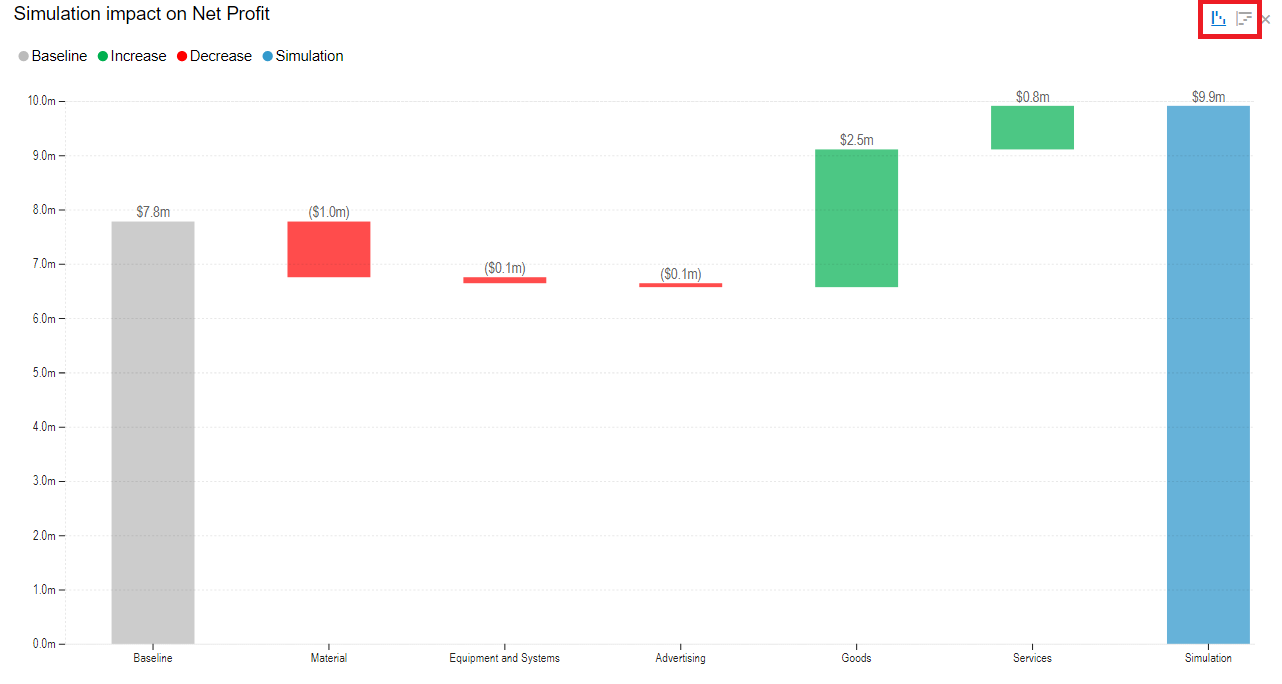 Simulation impact on Net Profit
Baseline Increase Decrease Simulation
10.0m
9.0m
8.0m
7.0m
6.0m
5.0m
4.0m
3.0m
2.0m
1.0m
0.0m
$7.8m
($1.0m)
($0.1m)
($0.1m)
$2.5m
$0.8m
$9.9m
Baseline Material Equipment and Systems Advertising Goods Services Simulation